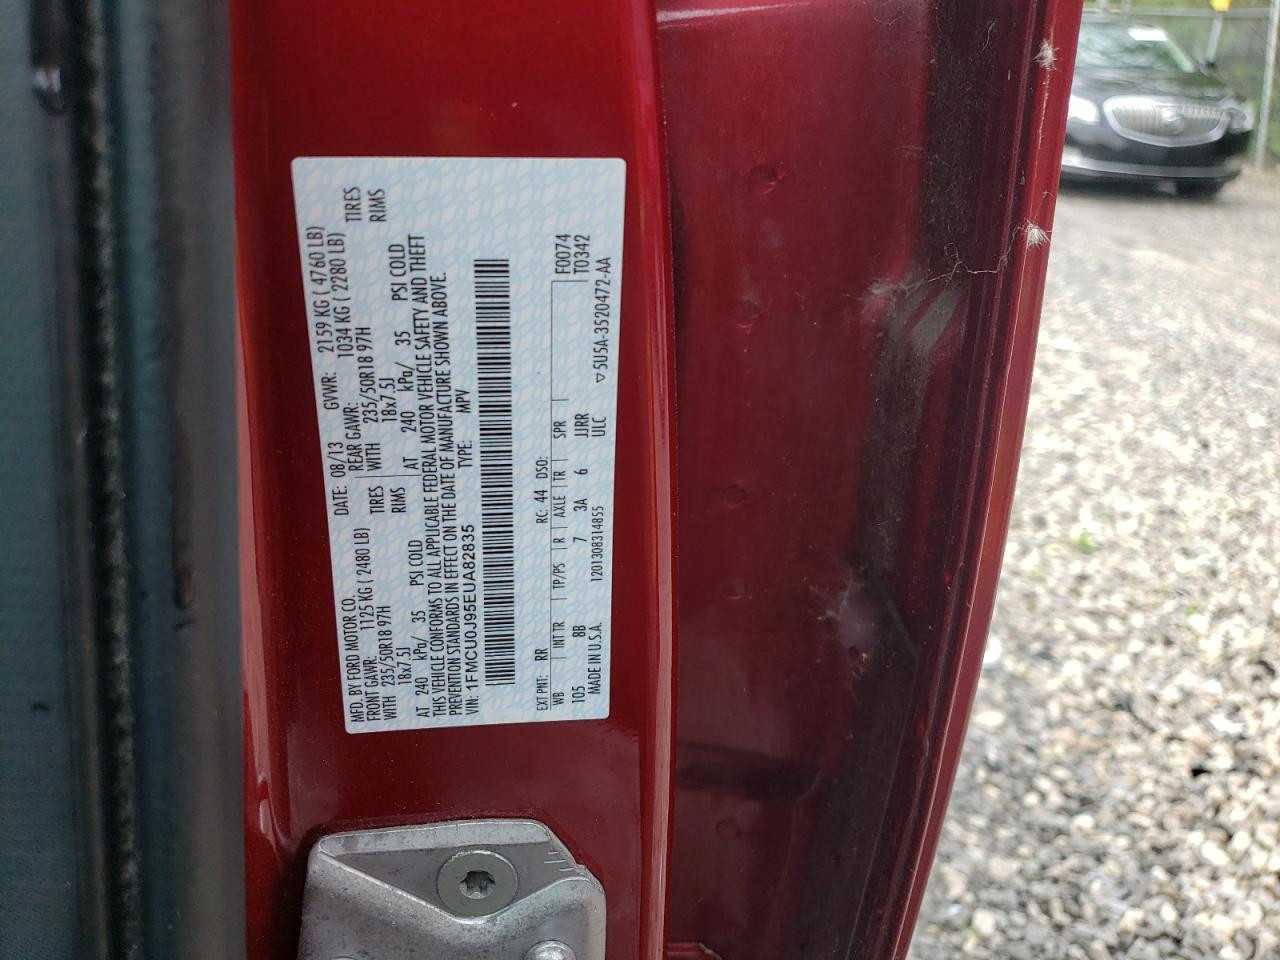 MFD. BY FORD MOTOR CO.
DATE: 08/13 GVWR: 2159 KG ( 4760 LB)
FRONT GAWR: 1125 KG ( 2480 LB) REAR GAWR: 1034 KG ( 2280 LB)
WITH 235/50R18 97H TIRES WITH 235/50R18 97H TIRES
18x7.5J RIMS 18x7.5J RIMS
AT 240 kPa/ 35 PSI COLD AT 240 kPa/ 35 PSI COLD
THIS VEHICLE CONFORMS TO ALL APPLICABLE FEDERAL MOTOR VEHICLE SAFETY AND THEFT
PREVENTION STANDARDS IN EFFECT ON THE DATE OF MANUFACTURE SHOWN ABOVE.
VIN: 1FMCU0J95EUA82835 TYPE: MPV
EXT PNT: RR RC: 44 DSO: F0074
WB INT TR TP/PS R AXLE TR SPR T0342
105 8B 7 3A 6 JJRR
MADE IN U.S.A. 1201308314855 ULC ▽5U5A-3520472-AA